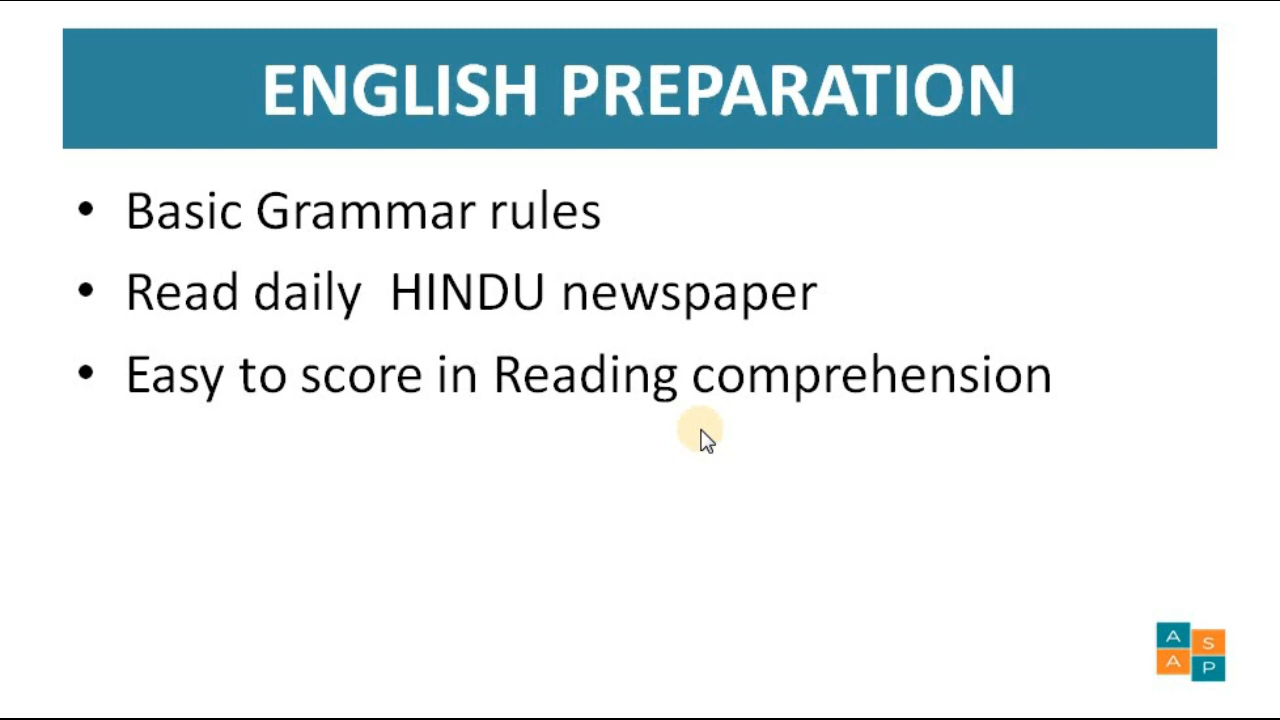 ENGLISH PREPARATION
• Basic Grammar rules
• Read daily  HINDU newspaper
• Easy to score in Reading comprehension
A S
A P